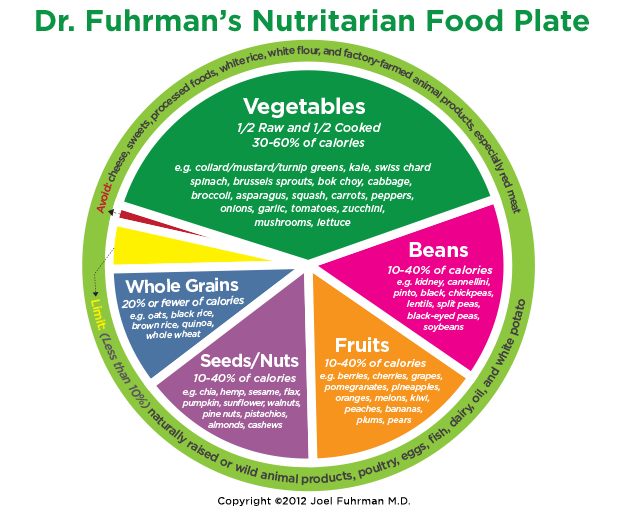 Dr. Fuhrman's Nutritarian Food Plate
Avoid: cheese, sweets, processed foods, white rice, white flour, and factory-farmed animal products, especially red meat
Vegetables
1/2 Raw and 1/2 Cooked
30-60% of calories
e.g. collard/mustard/turnip greens, kale, swiss chard
spinach, brussels sprouts, bok choy, cabbage,
broccoli, asparagus, squash, carrots, peppers,
onions, garlic, tomatoes, zucchini,
mushrooms, lettuce
Beans
10-40% of calories
e.g. kidney, cannellini,
pinto, black, chickpeas,
lentils, split peas,
black-eyed peas,
soybeans
Whole Grains
20% or fewer of calories
e.g. oats, black rice,
brown rice, quinoa,
whole wheat
Seeds/Nuts
10-40% of calories
e.g. chia, hemp, sesame, flax,
pumpkin, sunflower, walnuts,
pine nuts, pistachios,
almonds, cashews
Fruits
10-40% of calories
e.g. berries, cherries, grapes,
pomegranates, pineapples,
oranges, melons, kiwi,
peaches, bananas,
plums, pears
Limit: (Less than 10%) naturally raised or wild animal products, poultry, eggs, fish, dairy, oil, and white potato
Copyright ©2012 Joel Fuhrman M.D.